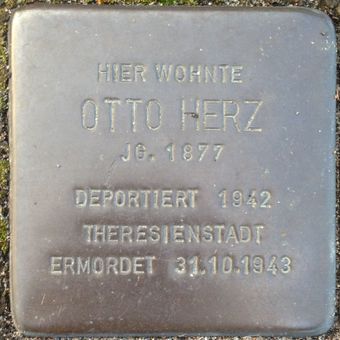 HIER WOHNTE
OTTO HERZ
JG. 1877
DEPORTIERT 1942
THERESIENSTADT
ERMORDET 31.10.1943